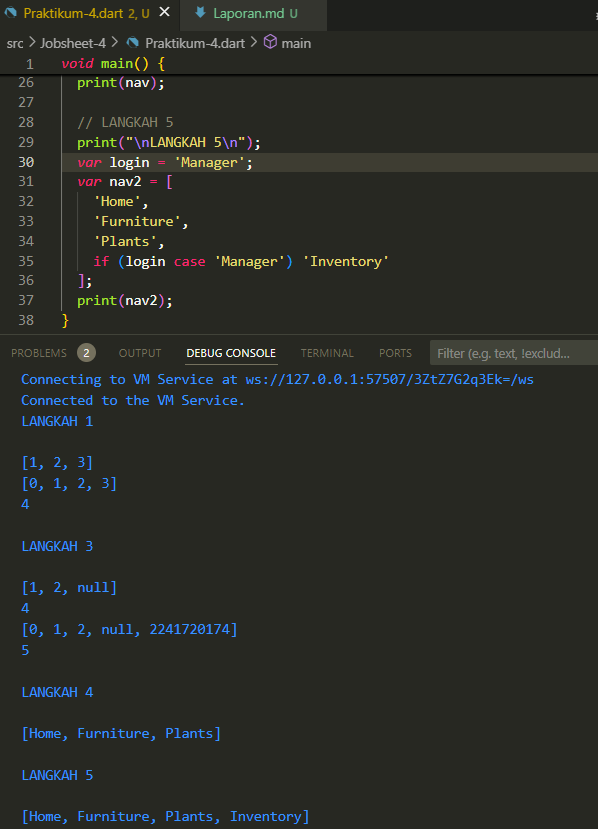 Praktikum-4.dart 2, U
Laporan.md U
src > Jobsheet-4 > Praktikum-4.dart > main
1 void main() {
26 print(nav);
27
28 // LANGKAH 5
29 print("\nLANGKAH 5\n");
30 var login = 'Manager';
31 var nav2 = [
32 'Home',
33 'Furniture',
34 'Plants',
35 if (login case 'Manager') 'Inventory'
36 ];
37 print(nav2);
38 }
PROBLEMS 2 OUTPUT DEBUG CONSOLE TERMINAL PORTS Filter (e.g. text, !exclud...
Connecting to VM Service at ws://127.0.0.1:57507/3ZtZ7G2q3Ek=/ws
Connected to the VM Service.
LANGKAH 1
[1, 2, 3]
[0, 1, 2, 3]
4
LANGKAH 3
[1, 2, null]
4
[0, 1, 2, null, 2241720174]
5
LANGKAH 4
[Home, Furniture, Plants]
LANGKAH 5
[Home, Furniture, Plants, Inventory]